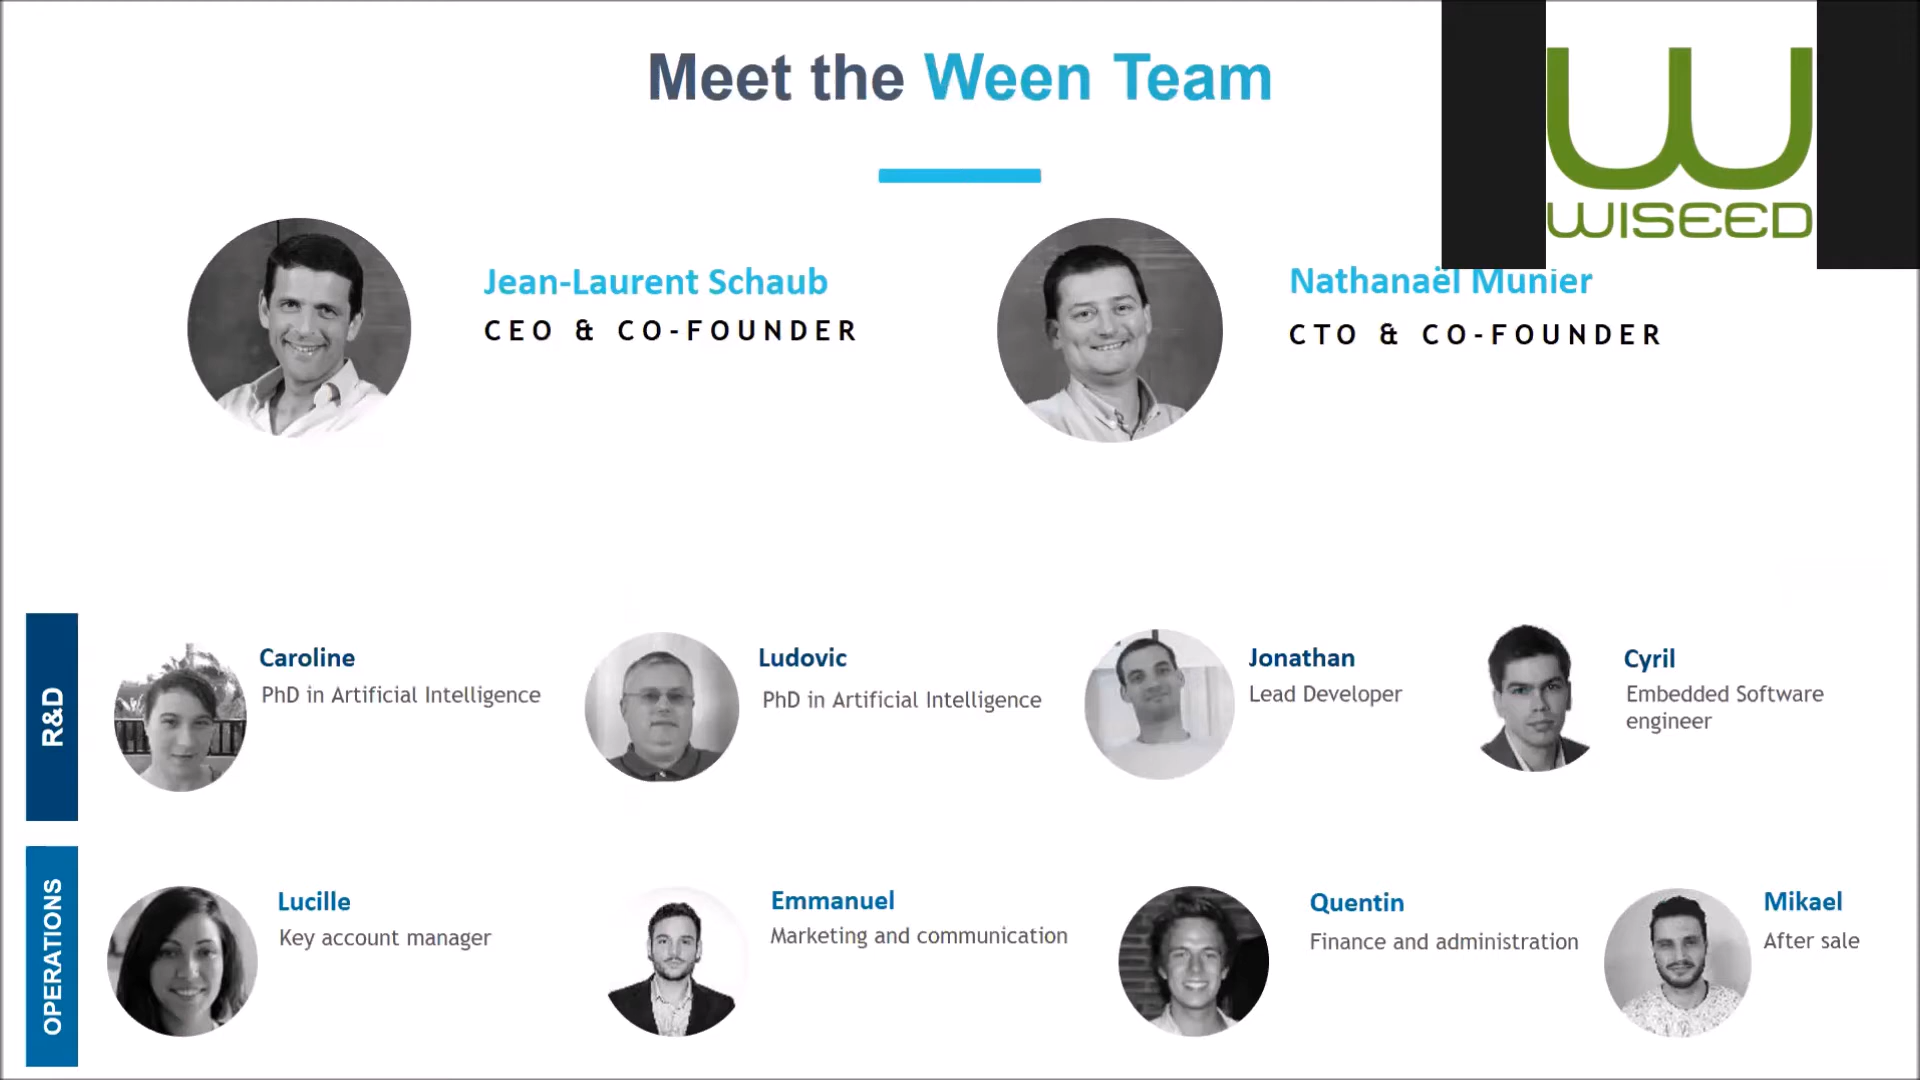 Meet the Ween Team
WISEED
Jean-Laurent Schaub
CEO & CO-FOUNDER
Nathanaël Munier
CTO & CO-FOUNDER
R&D
Caroline
PhD in Artificial Intelligence
Ludovic
PhD in Artificial Intelligence
Jonathan
Lead Developer
Cyril
Embedded Software
engineer
OPERATIONS
Lucille
Key account manager
Emmanuel
Marketing and communication
Quentin
Finance and administration
Mikael
After sale